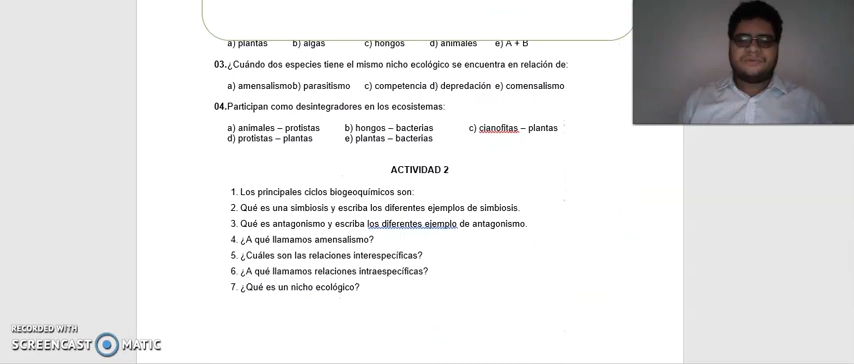 a) plantas b) algas c) hongos d) animales e) A + B
03.¿Cuándo dos especies tiene el mismo nicho ecológico se encuentra en relación de:
a) amensalismob) parasitismo c) competencia d) depredación e) comensalismo
04.Participan como desintegradores en los ecosistemas:
a) animales – protistas b) hongos – bacterias c) cianofitas – plantas
d) protistas – plantas e) plantas – bacterias
ACTIVIDAD 2
1. Los principales ciclos biogeoquímicos son:
2. Qué es una simbiosis y escriba los diferentes ejemplos de simbiosis.
3. Qué es antagonismo y escriba los diferentes ejemplo de antagonismo.
4. ¿A qué llamamos amensalismo?
5. ¿Cuáles son las relaciones interespecíficas?
6. ¿A qué llamamos relaciones intraespecíficas?
7. ¿Qué es un nicho ecológico?
RECORDED WITH
SCREENCAST MATIC